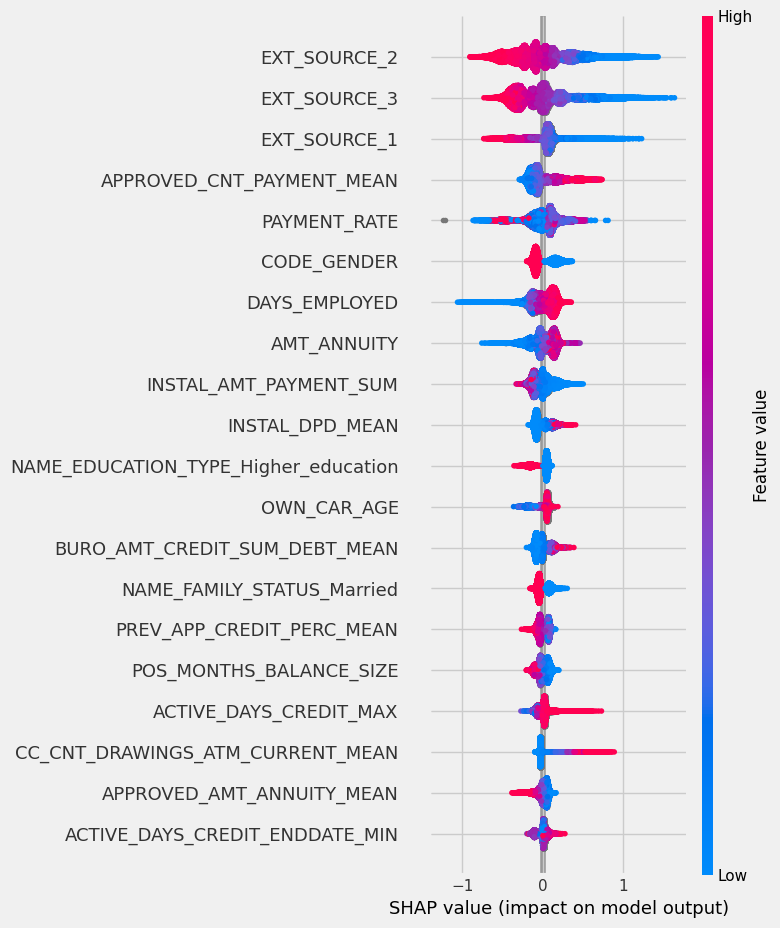 High
EXT_SOURCE_2
EXT_SOURCE_3
EXT_SOURCE_1
APPROVED_CNT_PAYMENT_MEAN
PAYMENT_RATE
CODE_GENDER
DAYS_EMPLOYED
AMT_ANNUITY
INSTAL_AMT_PAYMENT_SUM
INSTAL_DPD_MEAN
NAME_EDUCATION_TYPE_Higher_education
OWN_CAR_AGE
BURO_AMT_CREDIT_SUM_DEBT_MEAN
NAME_FAMILY_STATUS_Married
PREV_APP_CREDIT_PERC_MEAN
POS_MONTHS_BALANCE_SIZE
ACTIVE_DAYS_CREDIT_MAX
CC_CNT_DRAWINGS_ATM_CURRENT_MEAN
APPROVED_AMT_ANNUITY_MEAN
ACTIVE_DAYS_CREDIT_ENDDATE_MIN
Feature value
Low
−1 0 1
SHAP value (impact on model output)